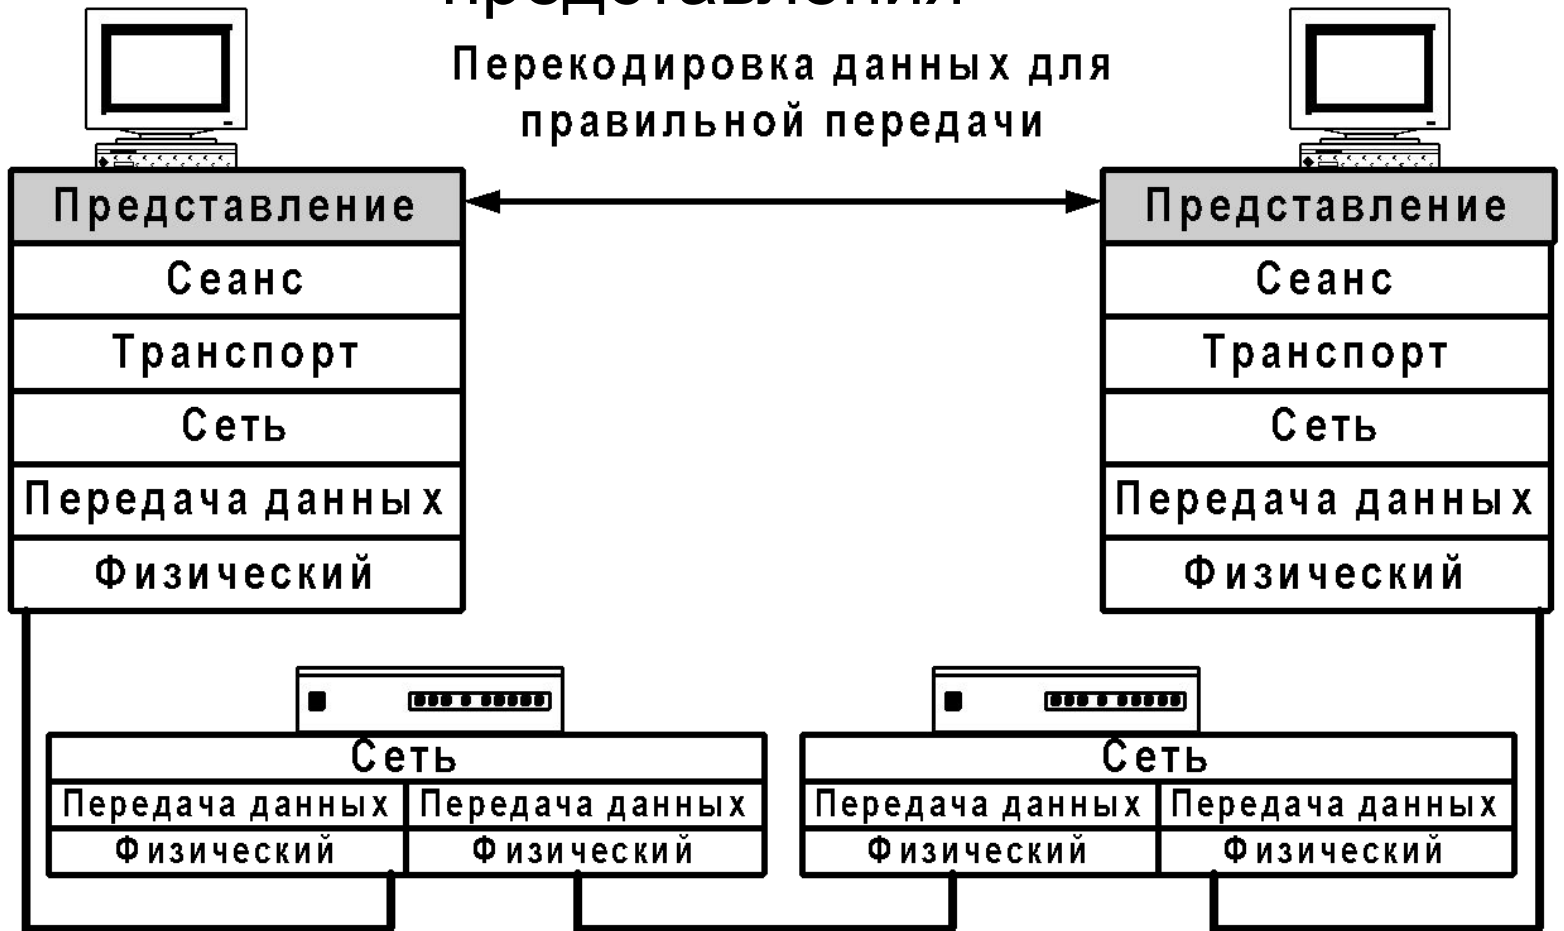 представления
Перекодировка данных для
правильной передачи
Представление
Сеанс
Транспорт
Сеть
Передача данных
Физический
Представление
Сеанс
Транспорт
Сеть
Передача данных
Физический
Сеть
Передача данных Передача данных
Физический Физический
Сеть
Передача данных Передача данных
Физический Физический